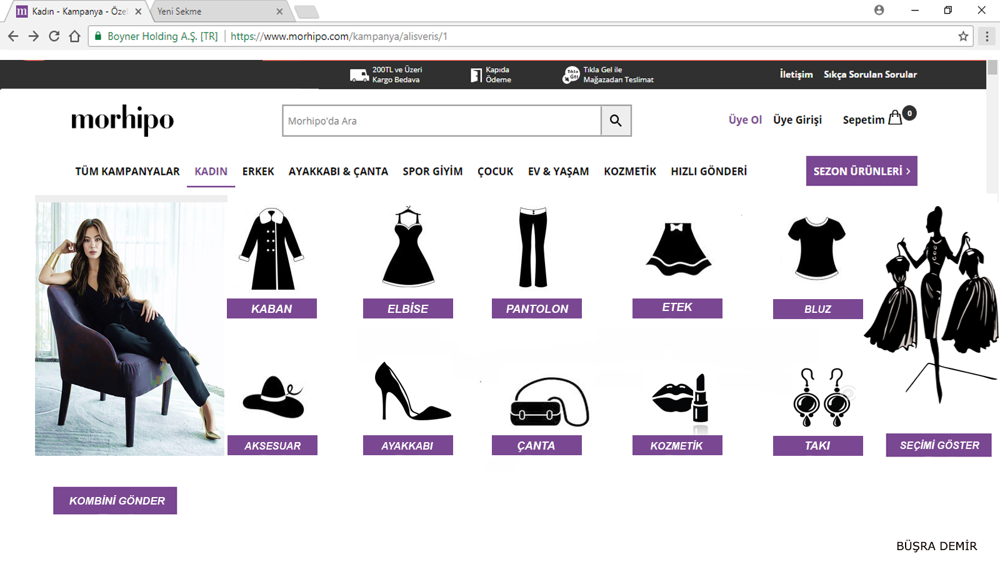 Kadın - Kampanya - Öze
Yeni Sekme
Boyner Holding A.Ş. [TR]
https://www.morhipo.com/kampanya/alisveris/1
200TL ve Üzeri
Kargo Bedava
Kapıda
Ödeme
Tıkla
Gel
Tıkla Gel ile
Mağazadan Teslimat
İletişim
Sıkça Sorulan Sorular
morhipo
Morhipo'da Ara
Üye Ol
Üye Girişi
Sepetim
0
TÜM KAMPANYALAR
KADIN
ERKEK
AYAKKABI & ÇANTA
SPOR GİYİM
ÇOCUK
EV & YAŞAM
KOZMETİK
HIZLI GÖNDERİ
SEZON ÜRÜNLERİ >
KABAN
ELBİSE
PANTOLON
ETEK
BLUZ
AKSESUAR
AYAKKABI
ÇANTA
KOZMETİK
TAKI
SEÇİMİ GÖSTER
KOMBİNİ GÖNDER
BÜŞRA DEMİR